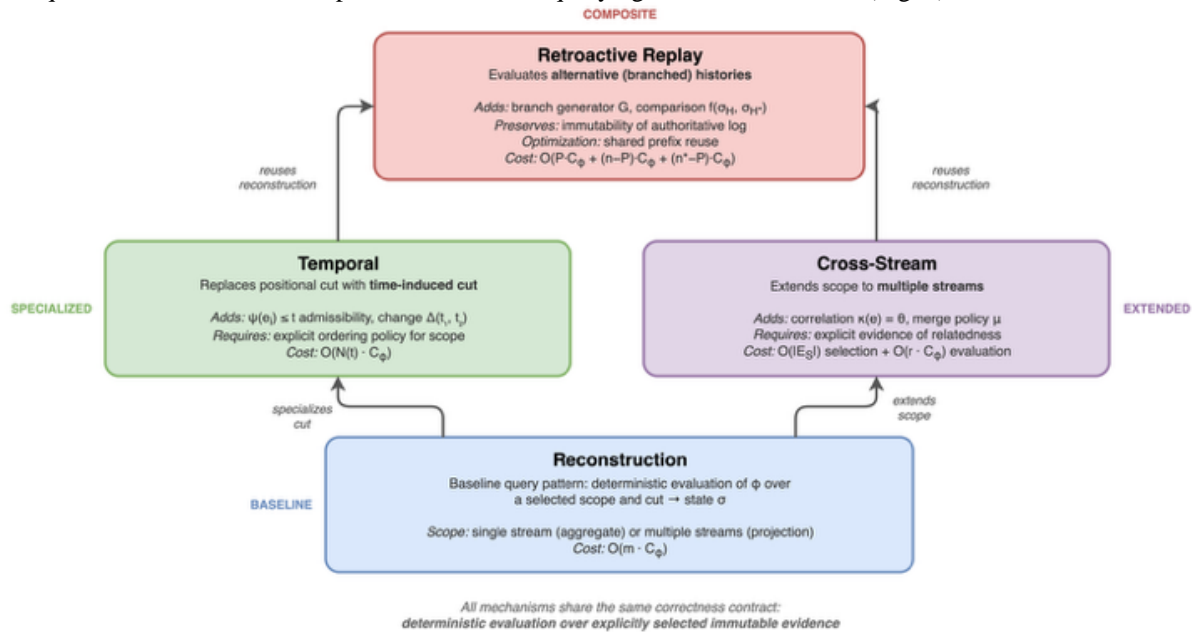 COMPOSITE
Retroactive Replay
Evaluates alternative (branched) histories
Adds: branch generator G, comparison f(σH, σH*)
Preserves: immutability of authoritative log
Optimization: shared prefix reuse
Cost: O(P·Cϕ + (n−P)·Cϕ + (n*−P)·Cϕ)
reuses
reconstruction
reuses
reconstruction
SPECIALIZED
Temporal
Replaces positional cut with time-induced cut
Adds: ψ(ei) ≤ t admissibility, change Δ(t1, t2)
Requires: explicit ordering policy for scope
Cost: O(N(t) · Cϕ)
Cross-Stream
Extends scope to multiple streams
Adds: correlation κ(e) = θ, merge policy μ
Requires: explicit evidence of relatedness
Cost: O(|ES|) selection + O(r · Cϕ) evaluation
EXTENDED
specializes
cut
extends
scope
BASELINE
Reconstruction
Baseline query pattern: deterministic evaluation of ϕ over
a selected scope and cut → state σ
Scope: single stream (aggregate) or multiple streams (projection)
Cost: O(m · Cϕ)
All mechanisms share the same correctness contract:
deterministic evaluation over explicitly selected immutable evidence